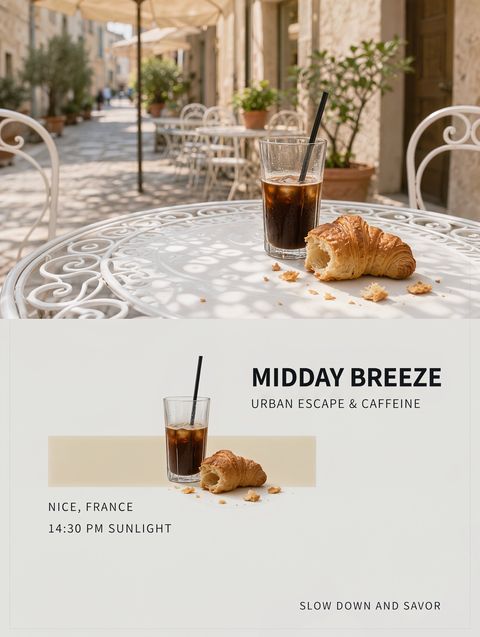 MIDDAY BREEZE
URBAN ESCAPE & CAFFEINE
NICE, FRANCE
14:30 PM SUNLIGHT
SLOW DOWN AND SAVOR